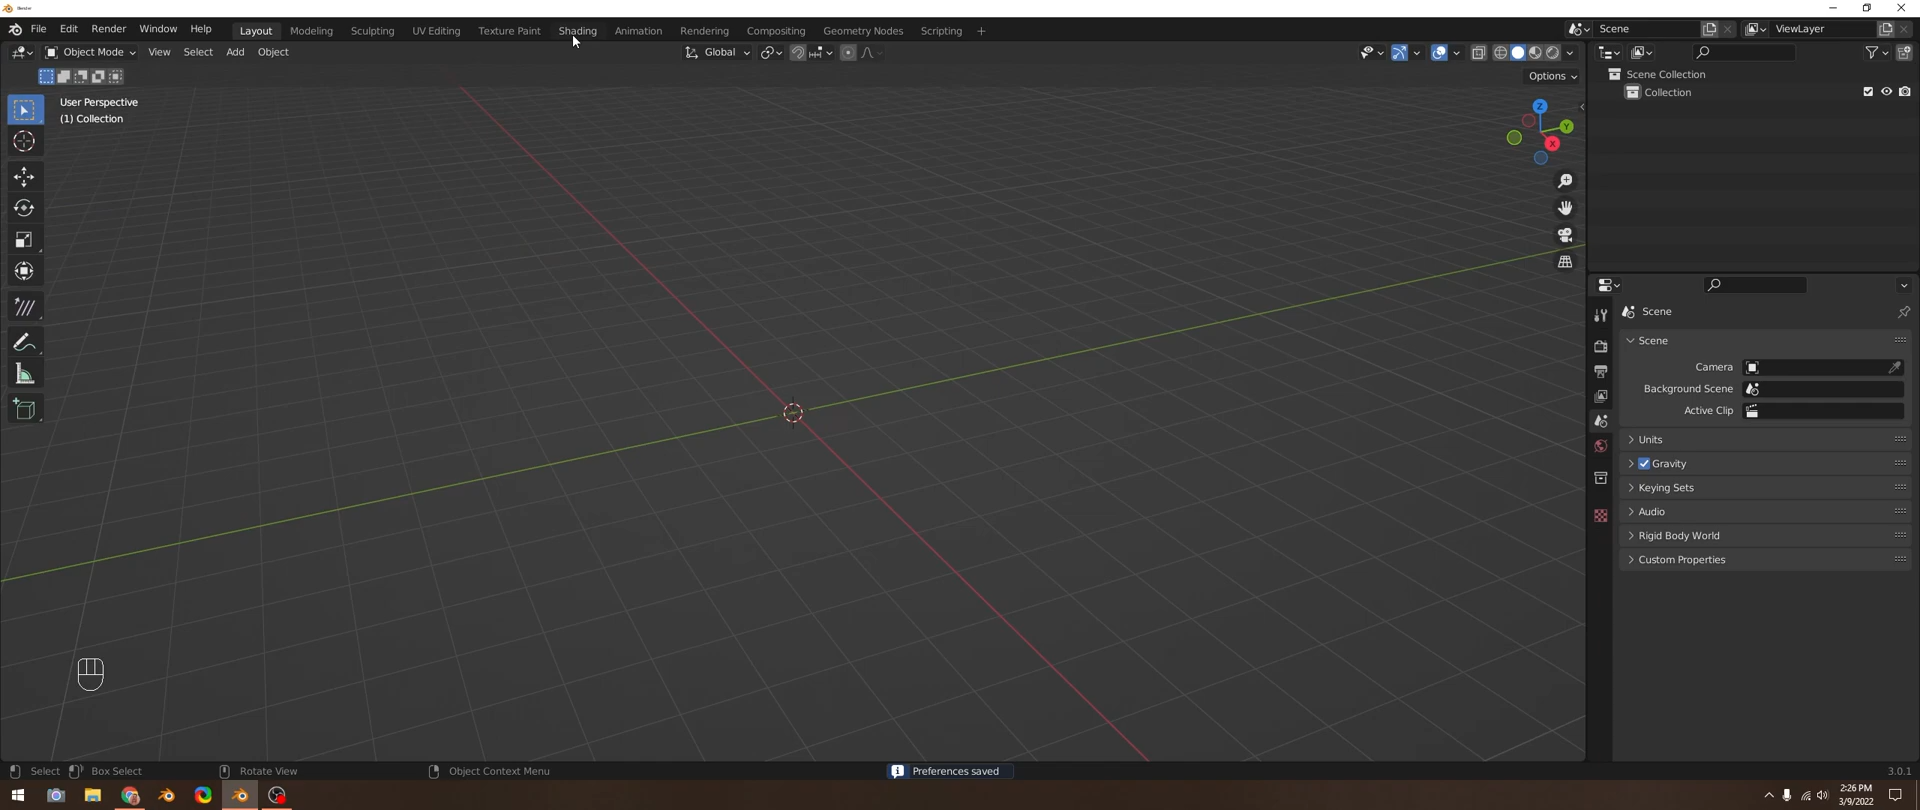 Blender
File Edit Render Window Help Layout Modeling Sculpting UV Editing Texture Paint Shading Animation Rendering Compositing Geometry Nodes Scripting + Scene ViewLayer
Object Mode View Select Add Object Global
Options
User Perspective
(1) Collection
Z
Y
X
Scene Collection
Collection
Scene
Scene
Camera
Background Scene
Active Clip
Units
Gravity
Keying Sets
Audio
Rigid Body World
Custom Properties
Select Box Select Rotate View Object Context Menu Preferences saved 3.0.1
2:26 PM
3/9/2022